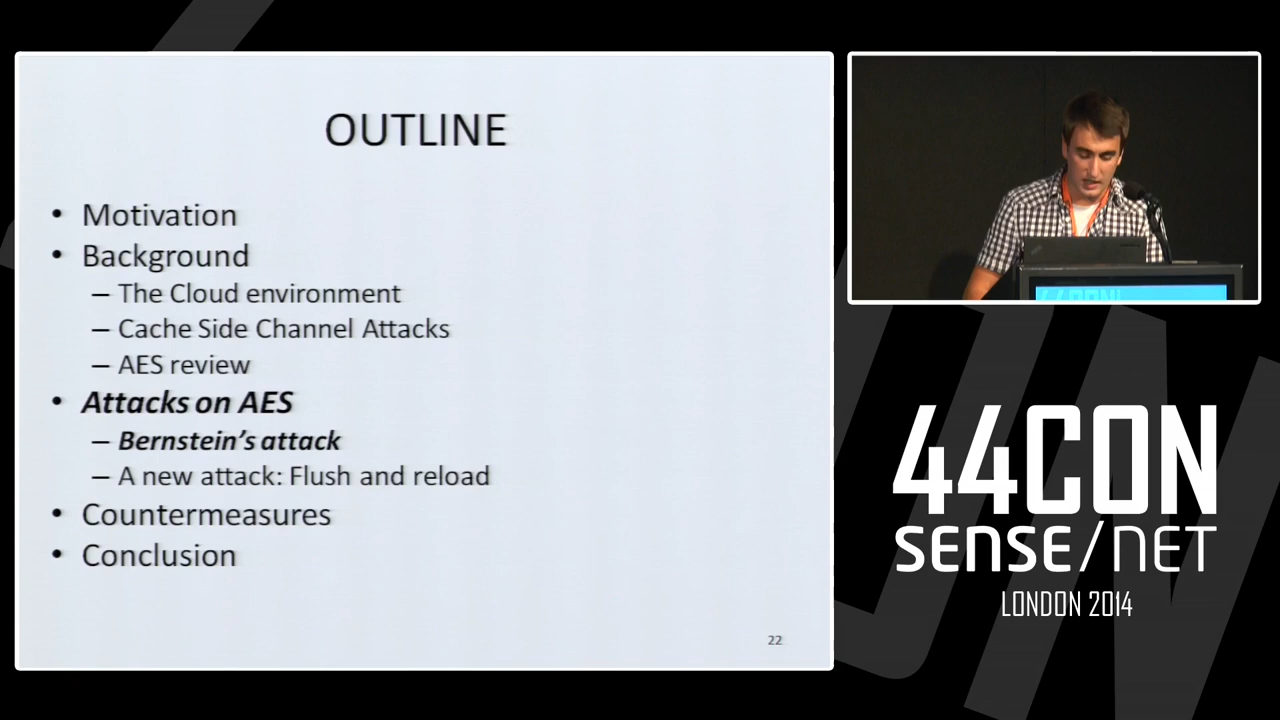 OUTLINE
• Motivation
• Background
– The Cloud environment
– Cache Side Channel Attacks
– AES review
• Attacks on AES
– Bernstein's attack
– A new attack: Flush and reload
• Countermeasures
• Conclusion
22
44CON
44CON
SENSE/NET
LONDON 2014